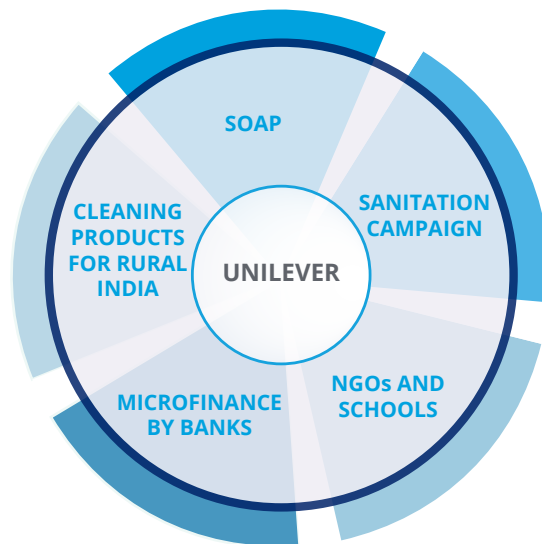 SOAP
SANITATION
CAMPAIGN
CLEANING
PRODUCTS
FOR RURAL
INDIA
UNILEVER
NGOs AND
SCHOOLS
MICROFINANCE
BY BANKS